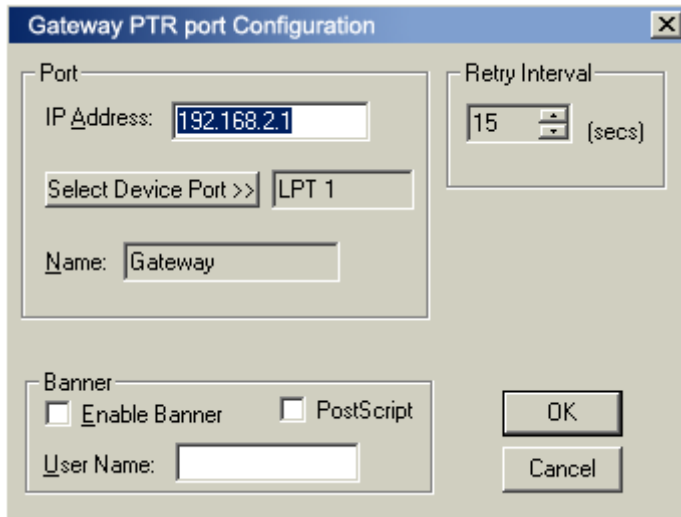 Gateway PTR port Configuration
Port
IP Address: 192.168.2.1
Select Device Port >> LPT 1
Name: Gateway
Retry Interval
15 (secs)
Banner
Enable Banner PostScript
User Name:
OK
Cancel